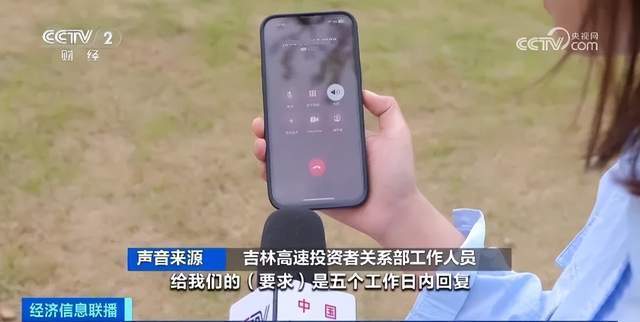 CCTV 2
财经
央视网
CCTV.com
声音来源 吉林高速投资者关系部工作人员
给我们的（要求）是五个工作日内回复
中国
经济信息联播